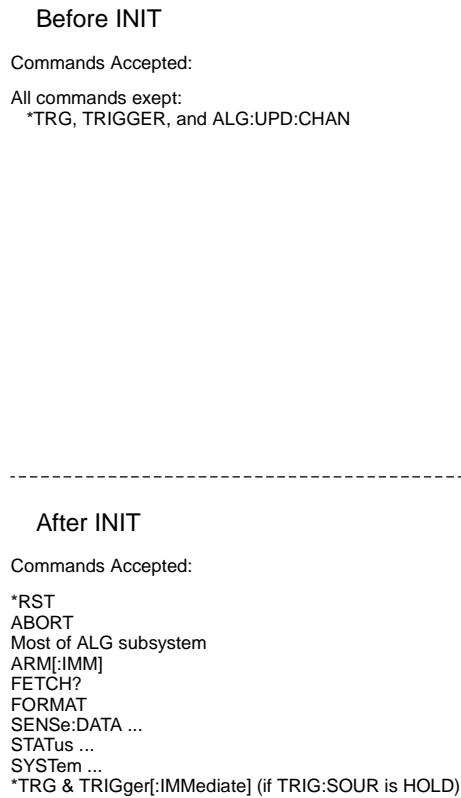 Before INIT
Commands Accepted:
All commands exept:
*TRG, TRIGGER, and ALG:UPD:CHAN
After INIT
Commands Accepted:
*RST
ABORT
Most of ALG subsystem
ARM[:IMM]
FETCH?
FORMAT
SENSe:DATA ...
STATus ...
SYSTem ...
*TRG & TRIGger[:IMMediate] (if TRIG:SOUR is HOLD)